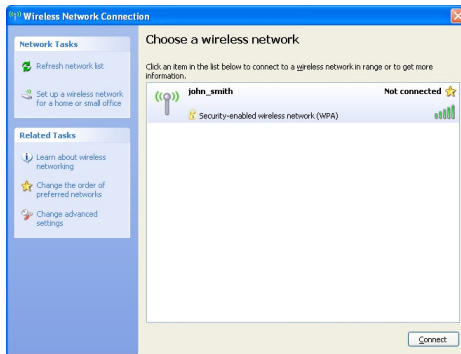 Wireless Network Connection
Network Tasks
Refresh network list
Set up a wireless network
for a home or small office
Related Tasks
Learn about wireless
networking
Change the order of
preferred networks
Change advanced
settings
Choose a wireless network
Click an item in the list below to connect to a wireless network in range or to get more
information.
john_smith
Not connected
Security-enabled wireless network (WPA)
Connect